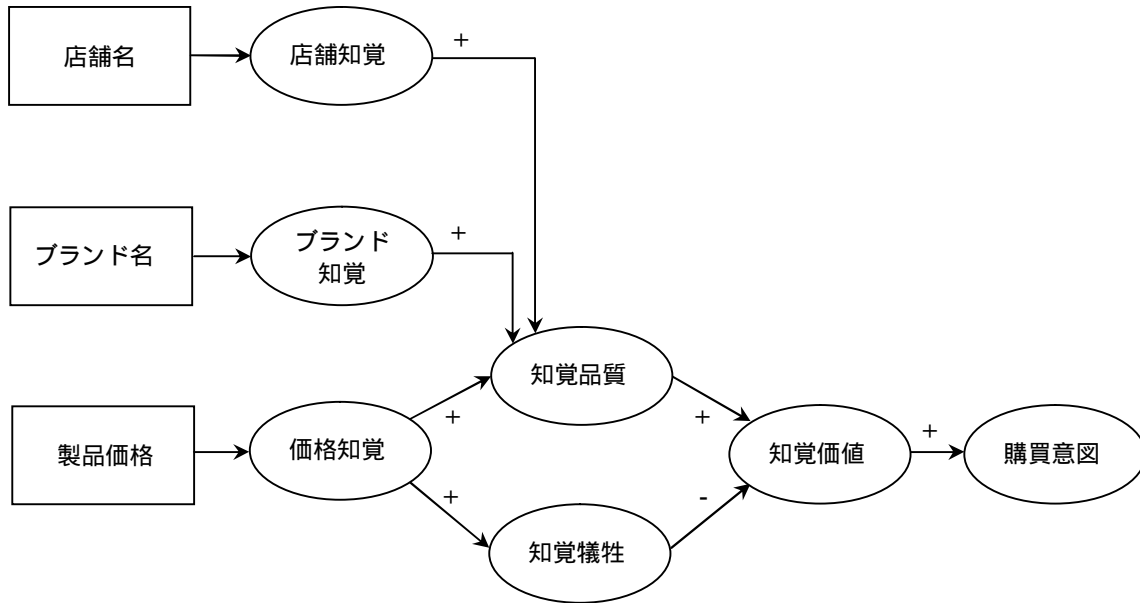 店舗名
店舗知覚
+
ブランド名
ブランド
知覚
+
知覚品質
製品価格
価格知覚
+
+
+
-
知覚価値
+
購買意図
知覚犠牲